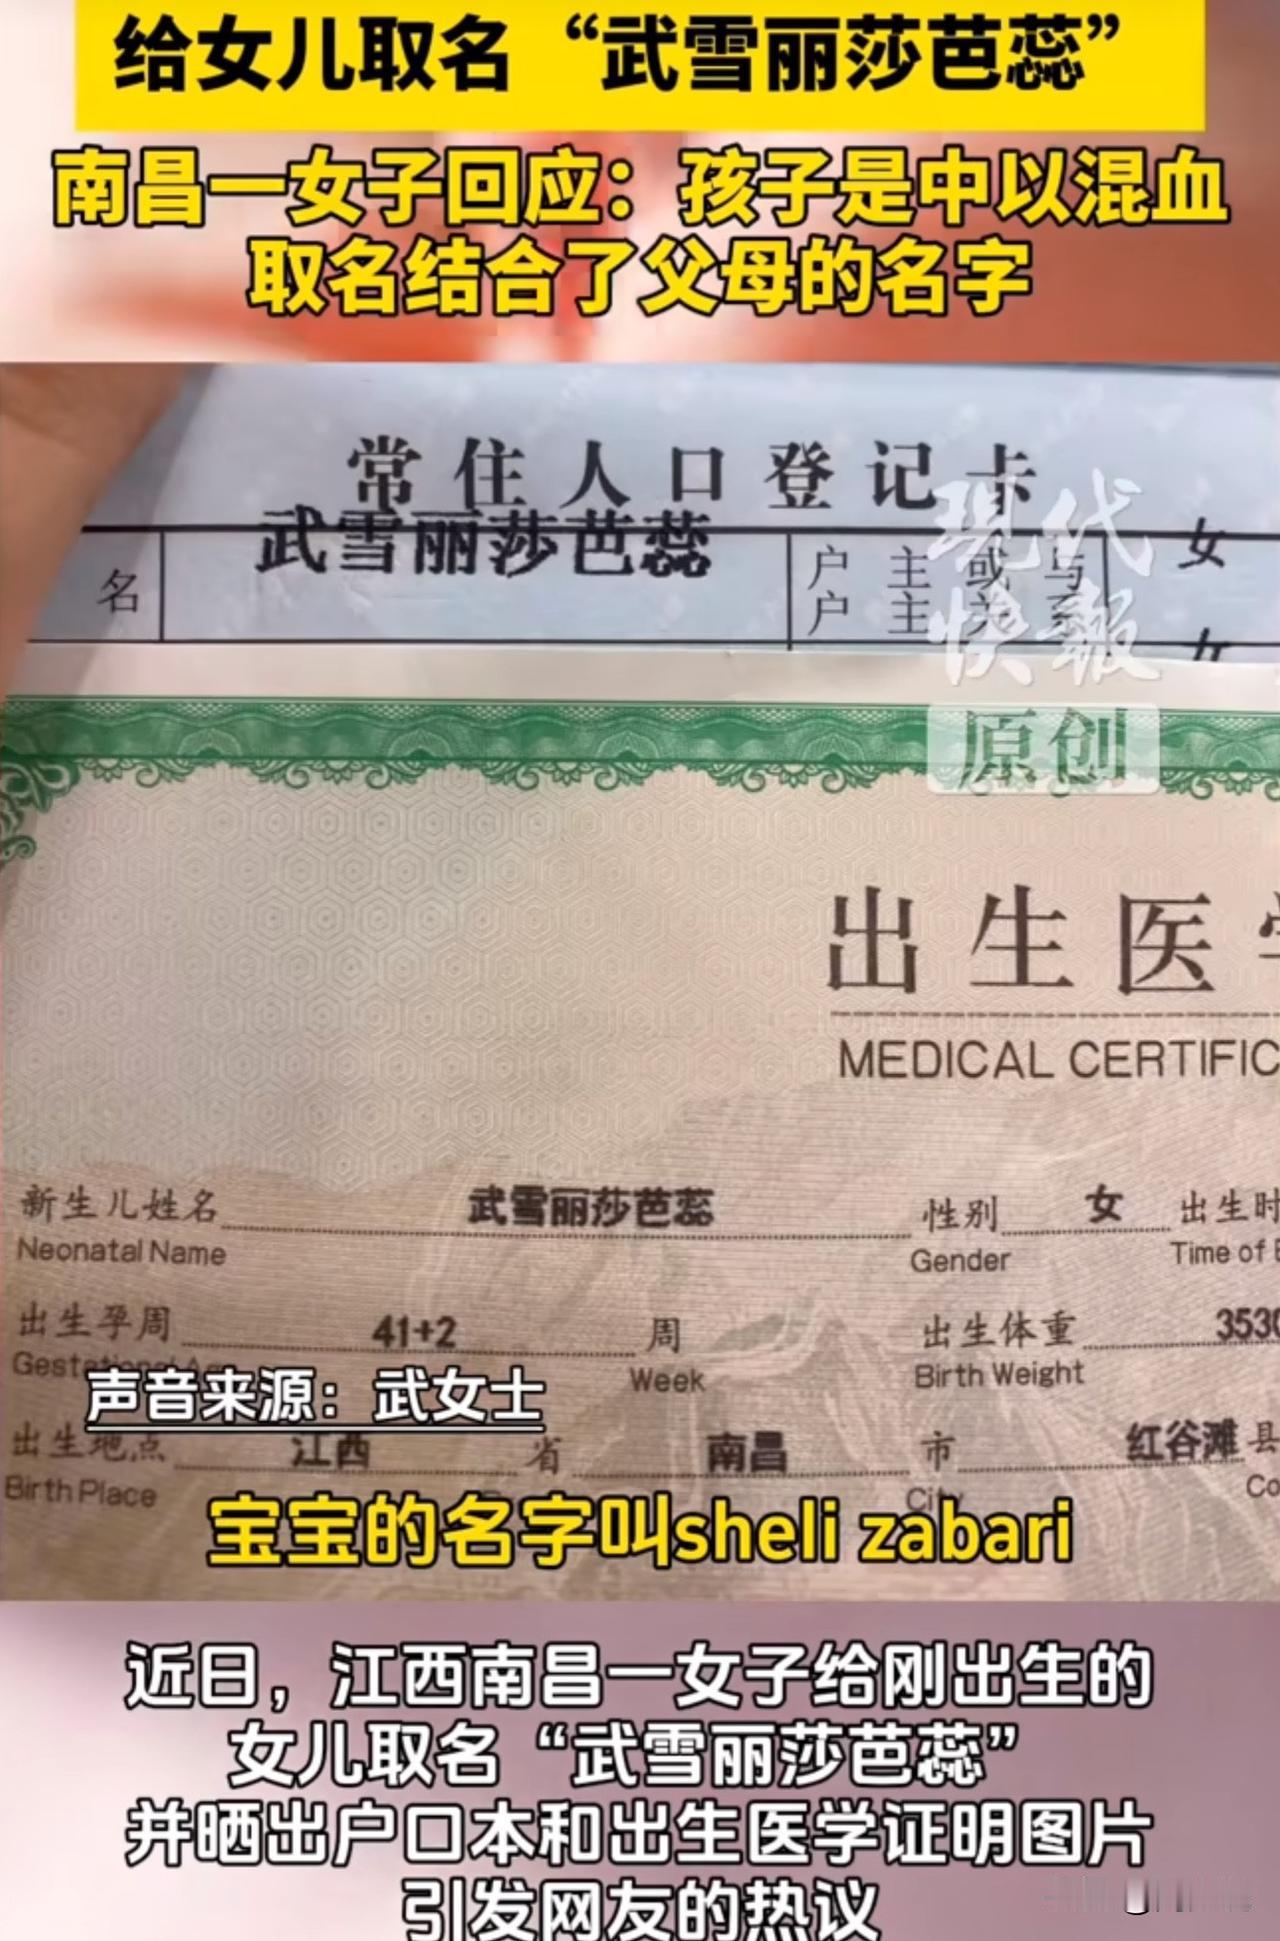 给女儿取名“武雪丽莎芭蕊”
南昌一女子回应：孩子是中以混血
取名结合了父母的名字
常住人口登记卡
武雪丽莎芭蕊
名
户主或与
户主关系
女
女
现代
快报
原创
出生医学
MEDICAL CERTIFIC
新生儿姓名 武雪丽莎芭蕊 性别 女 出生时
Neonatal Name Gender Time of B
出生孕周 41+2 周 出生体重 3530
Gestational Week Birth Weight
声音来源：武女士
出生地点 江西 省 南昌 市 红谷滩 县
Birth Place City Co
宝宝的名字叫sheli zabari
近日，江西南昌一女子给刚出生的
女儿取名“武雪丽莎芭蕊”
并晒出户口本和出生医学证明图片
引发网友的热议